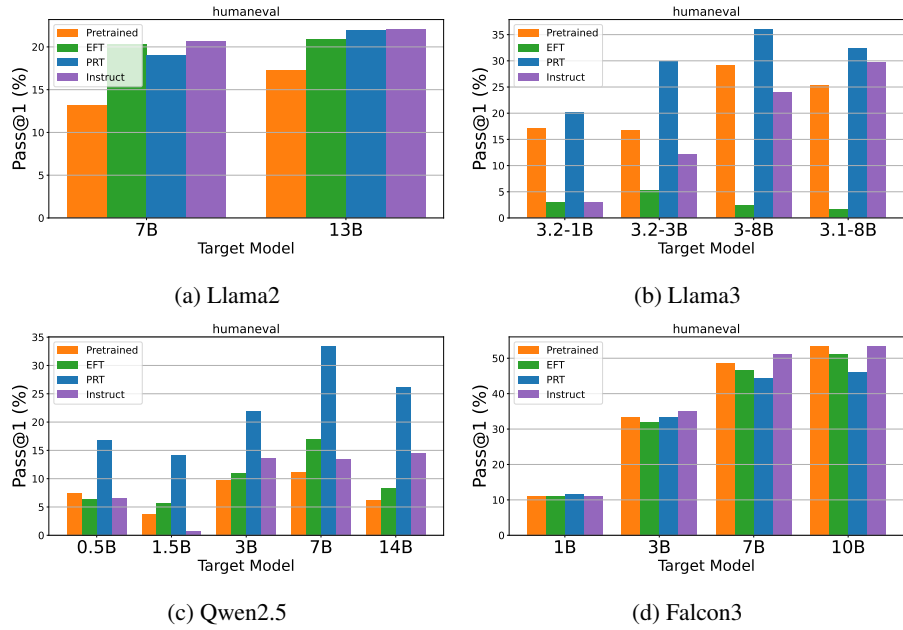 humaneval
Pass@1 (%)
20
15
10
5
0
Pretrained
EFT
PRT
Instruct
7B 13B
Target Model
(a) Llama2
humaneval
Pass@1 (%)
35
30
25
20
15
10
5
0
Pretrained
EFT
PRT
Instruct
3.2-1B 3.2-3B 3-8B 3.1-8B
Target Model
(b) Llama3
humaneval
Pass@1 (%)
35
30
25
20
15
10
5
0
Pretrained
EFT
PRT
Instruct
0.5B 1.5B 3B 7B 14B
Target Model
(c) Qwen2.5
humaneval
Pass@1 (%)
50
40
30
20
10
0
Pretrained
EFT
PRT
Instruct
1B 3B 7B 10B
Target Model
(d) Falcon3